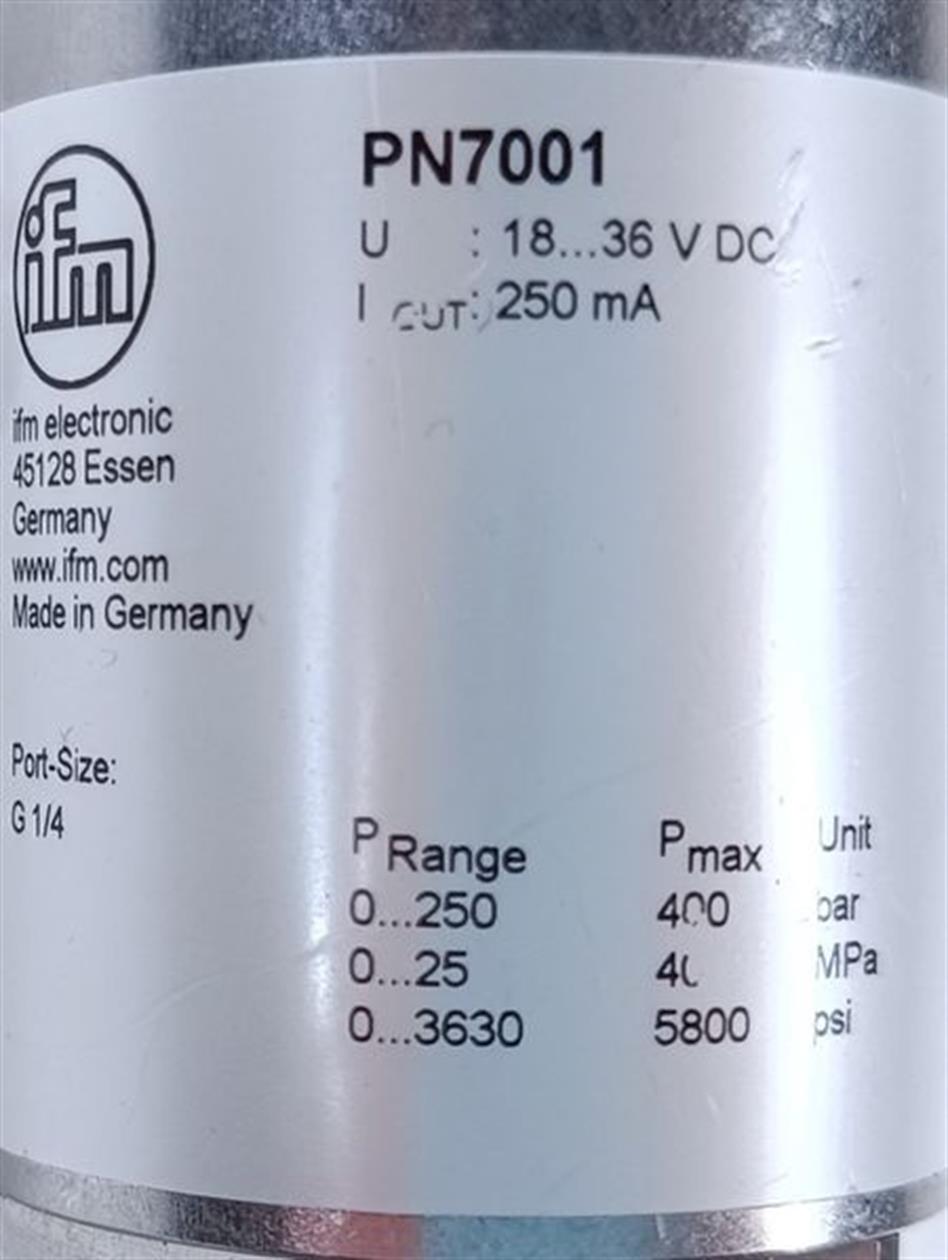 ifm
PN7001
U : 18...36 V DC
I OUT: 250 mA
ifm electronic
45128 Essen
Germany
www.ifm.com
Made in Germany
Port-Size:
G 1/4
P Range P max Unit
0...250 400 bar
0...25 40 MPa
0...3630 5800 psi